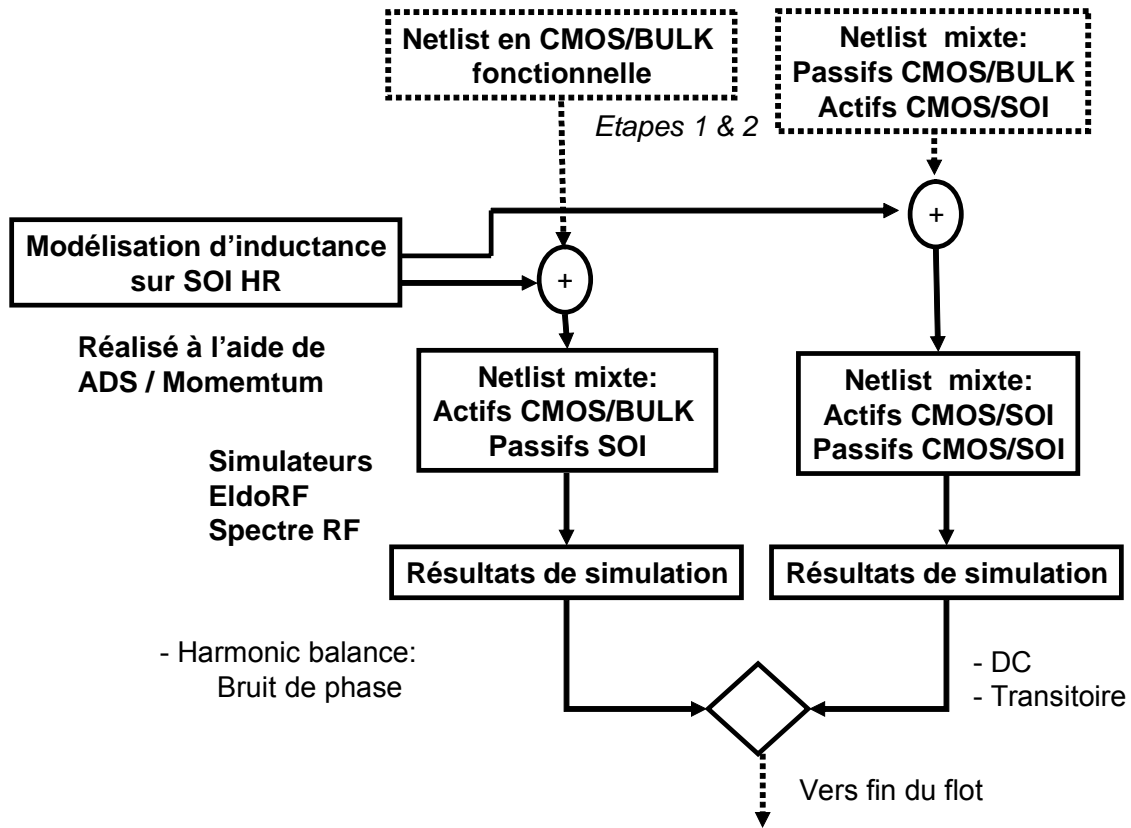 Netlist en CMOS/BULK
fonctionnelle
Netlist mixte:
Passifs CMOS/BULK
Actifs CMOS/SOI
Etapes 1 & 2
+
Modélisation d'inductance
sur SOI HR
+
Réalisé à l'aide de
ADS / Momemtum
Netlist mixte:
Actifs CMOS/BULK
Passifs SOI
Netlist mixte:
Actifs CMOS/SOI
Passifs CMOS/SOI
Simulateurs
EldoRF
Spectre RF
Résultats de simulation
Résultats de simulation
- Harmonic balance:
Bruit de phase
- DC
- Transitoire
Vers fin du flot